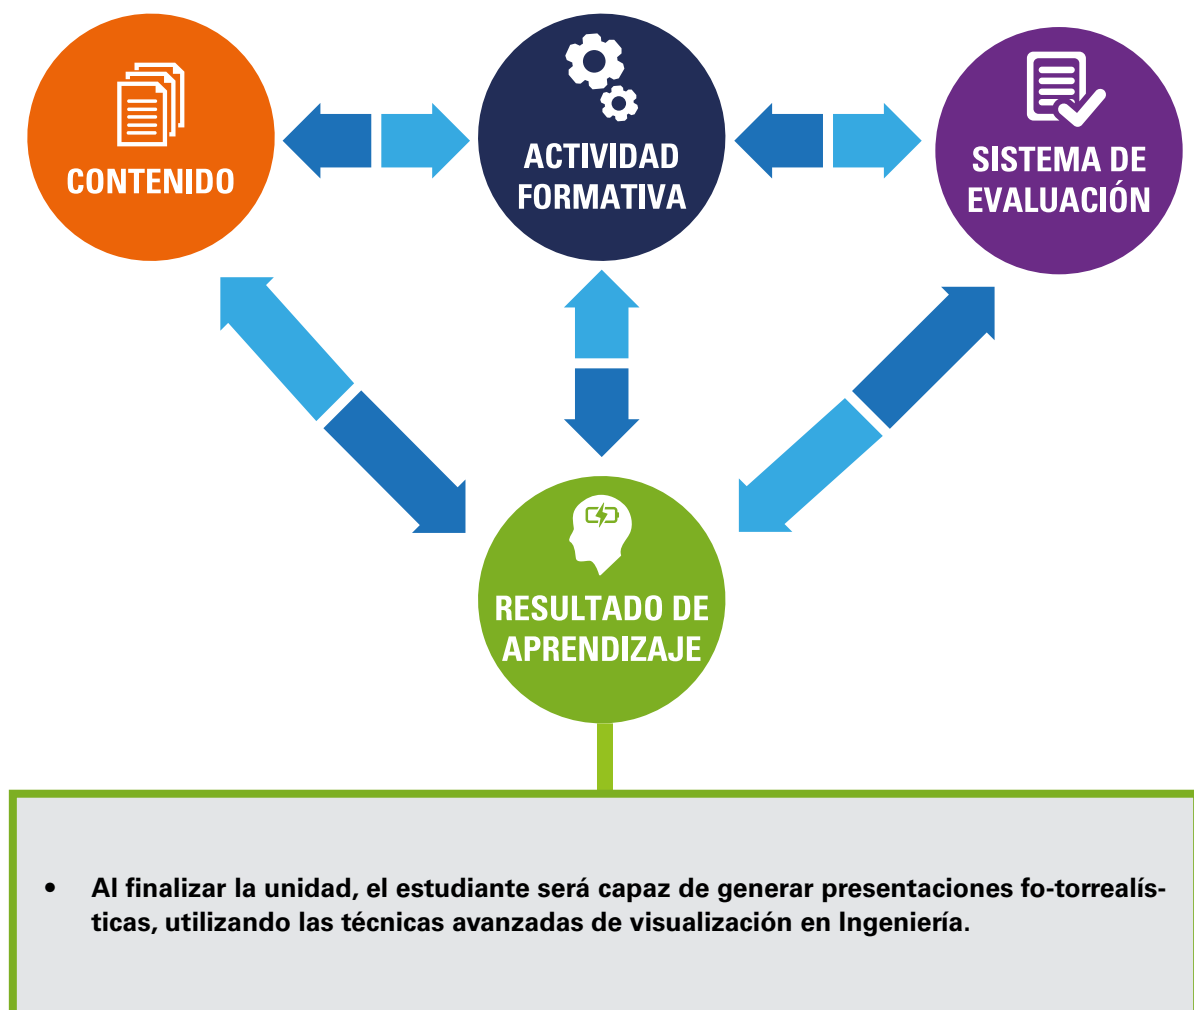 CONTENIDO
ACTIVIDAD
FORMATIVA
SISTEMA DE
EVALUACIÓN
RESULTADO DE
APRENDIZAJE
• Al finalizar la unidad, el estudiante será capaz de generar presentaciones fo-torrealís-
ticas, utilizando las técnicas avanzadas de visualización en Ingeniería.